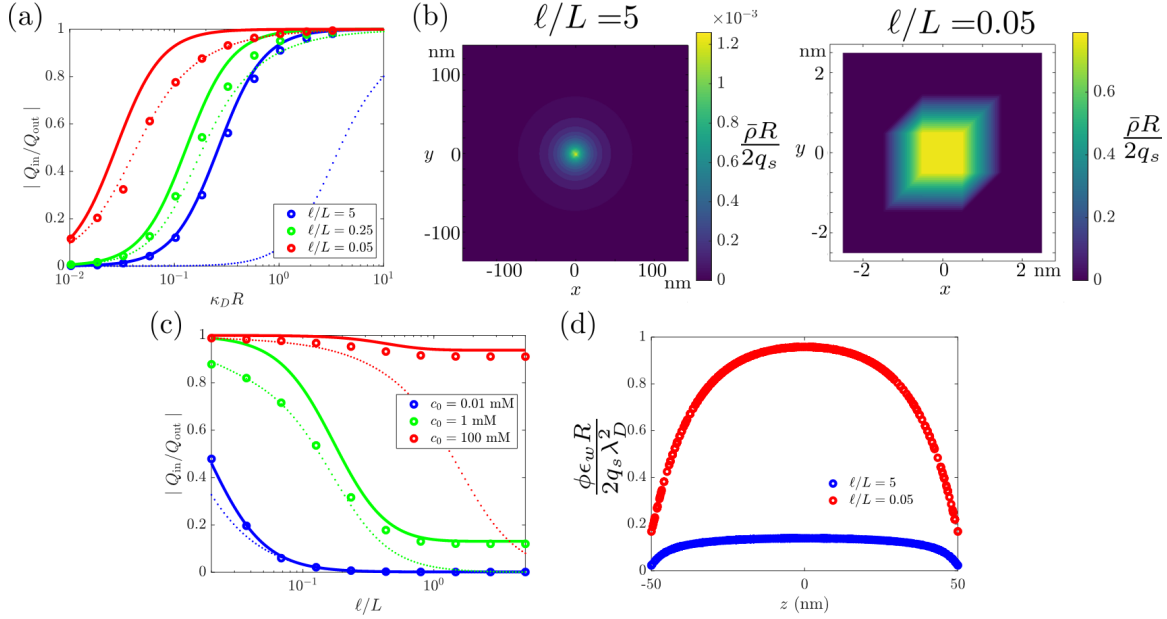 (a)
1
0.8
0.6
0.4
0.2
0
| Q_in/Q_out |
10^-2
10^-1
10^0
10^1
κ_D R
ℓ/L = 5
ℓ/L = 0.25
ℓ/L = 0.05
(b)
ℓ/L =5
nm
100
y 0
-100
-100
0
100
nm
x
×10^-3
1.2
1
0.8
0.6
0.4
0.2
0
ρ̄R
2q_s
ℓ/L =0.05
nm
2
y 0
-2
-2
0
2 nm
x
0.6
0.4
0.2
0
ρ̄R
2q_s
(c)
1
0.8
0.6
0.4
0.2
0
| Q_in/Q_out |
10^-1
10^0
ℓ/L
c_0 = 0.01 mM
c_0 = 1 mM
c_0 = 100 mM
(d)
1
0.8
0.6
0.4
0.2
0
ϕϵ_w R
2q_s λ_D^2
-50
0
50
z (nm)
ℓ/L = 5
ℓ/L = 0.05